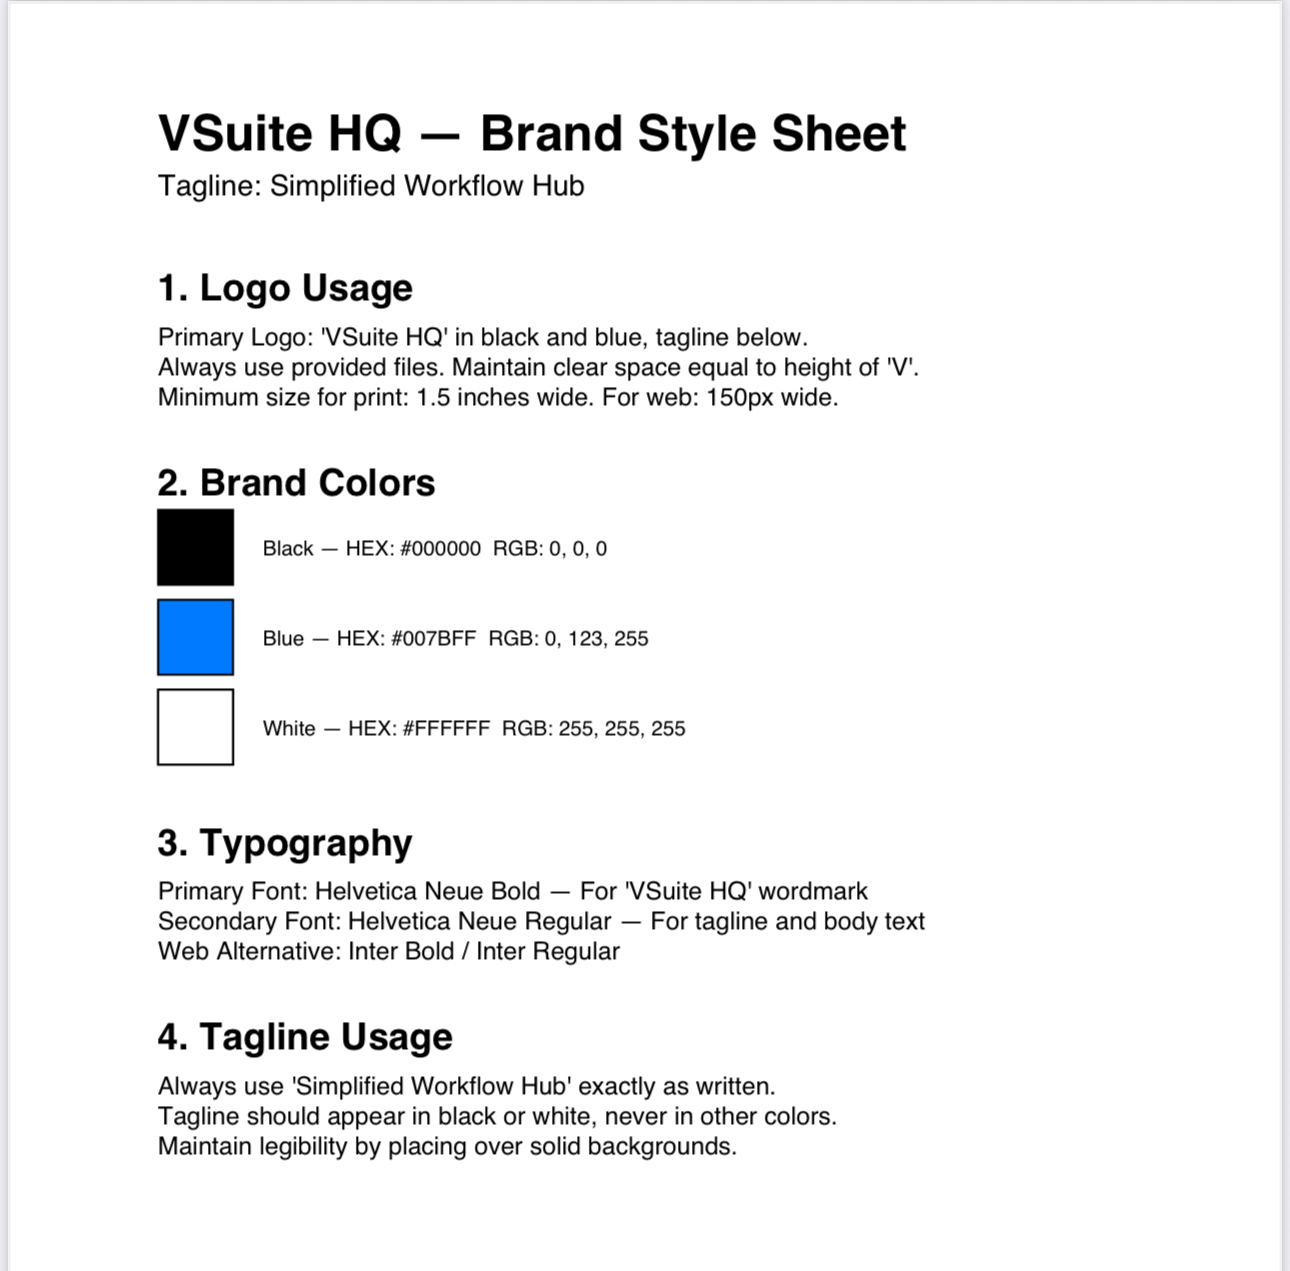 VSuite HQ — Brand Style Sheet
Tagline: Simplified Workflow Hub
1. Logo Usage
Primary Logo: 'VSuite HQ' in black and blue, tagline below.
Always use provided files. Maintain clear space equal to height of 'V'.
Minimum size for print: 1.5 inches wide. For web: 150px wide.
2. Brand Colors
Black — HEX: #000000 RGB: 0, 0, 0
Blue — HEX: #007BFF RGB: 0, 123, 255
White — HEX: #FFFFFF RGB: 255, 255, 255
3. Typography
Primary Font: Helvetica Neue Bold — For 'VSuite HQ' wordmark
Secondary Font: Helvetica Neue Regular — For tagline and body text
Web Alternative: Inter Bold / Inter Regular
4. Tagline Usage
Always use 'Simplified Workflow Hub' exactly as written.
Tagline should appear in black or white, never in other colors.
Maintain legibility by placing over solid backgrounds.